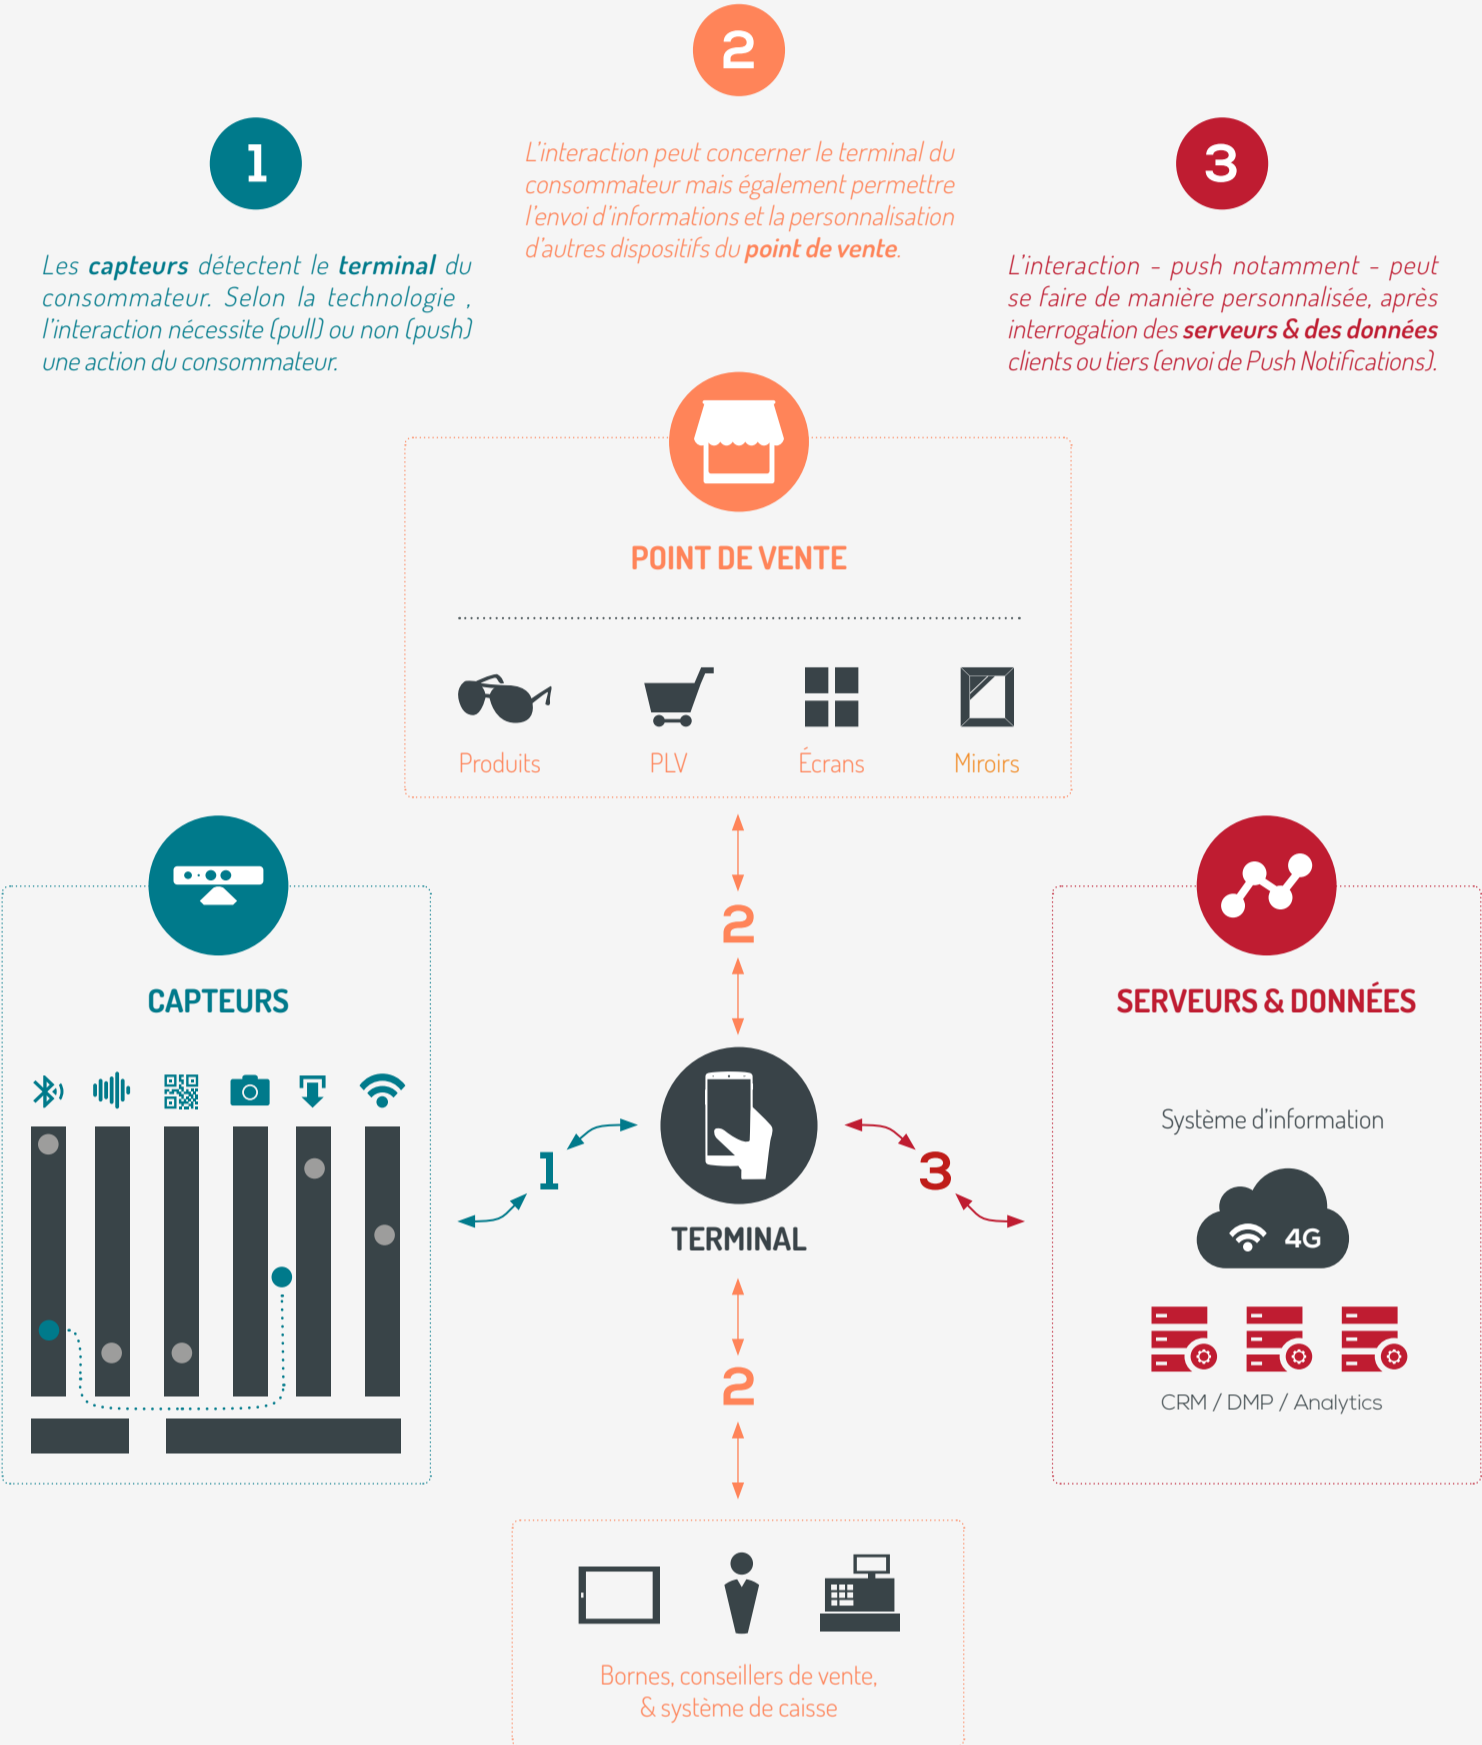 2
L'interaction peut concerner le terminal du
consommateur mais également permettre
l'envoi d'informations et la personnalisation
d'autres dispositifs du point de vente.
1
Les capteurs détectent le terminal du
consommateur. Selon la technologie ,
l'interaction nécessite (pull) ou non (push)
une action du consommateur.
3
L'interaction - push notamment - peut
se faire de manière personnalisée, après
interrogation des serveurs & des données
clients ou tiers (envoi de Push Notifications).
POINT DE VENTE
Produits
PLV
Écrans
Miroirs
2
CAPTEURS
1
TERMINAL
3
SERVEURS & DONNÉES
Système d'information
4G
CRM / DMP / Analytics
2
Bornes, conseillers de vente,
& système de caisse